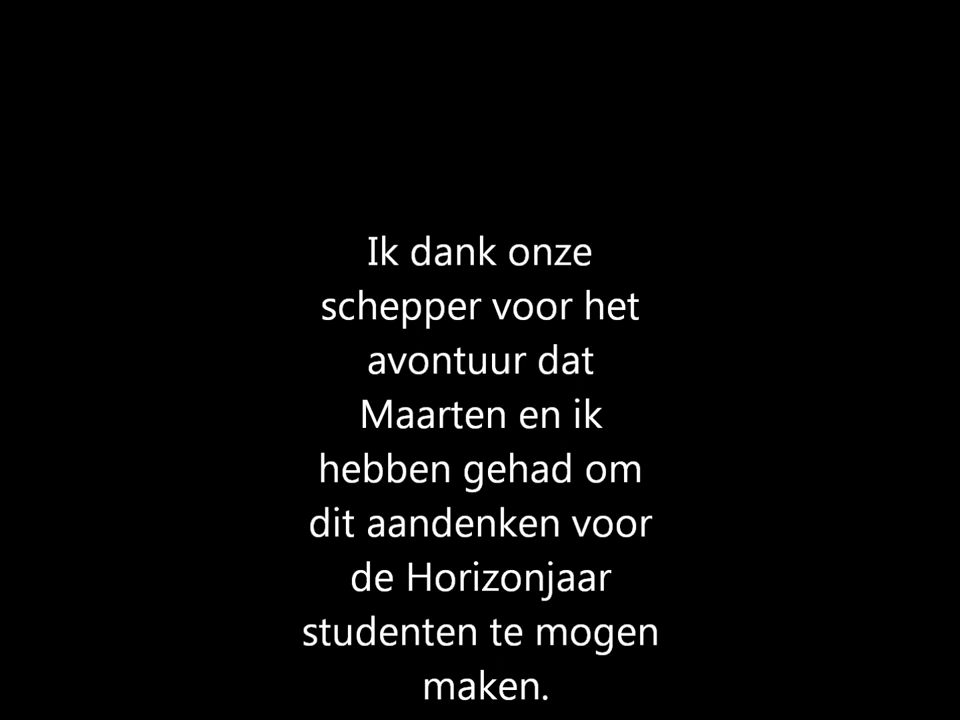 Ik dank onze
schepper voor het
avontuur dat
Maarten en ik
hebben gehad om
dit aandenken voor
de Horizonjaar
studenten te mogen
maken.